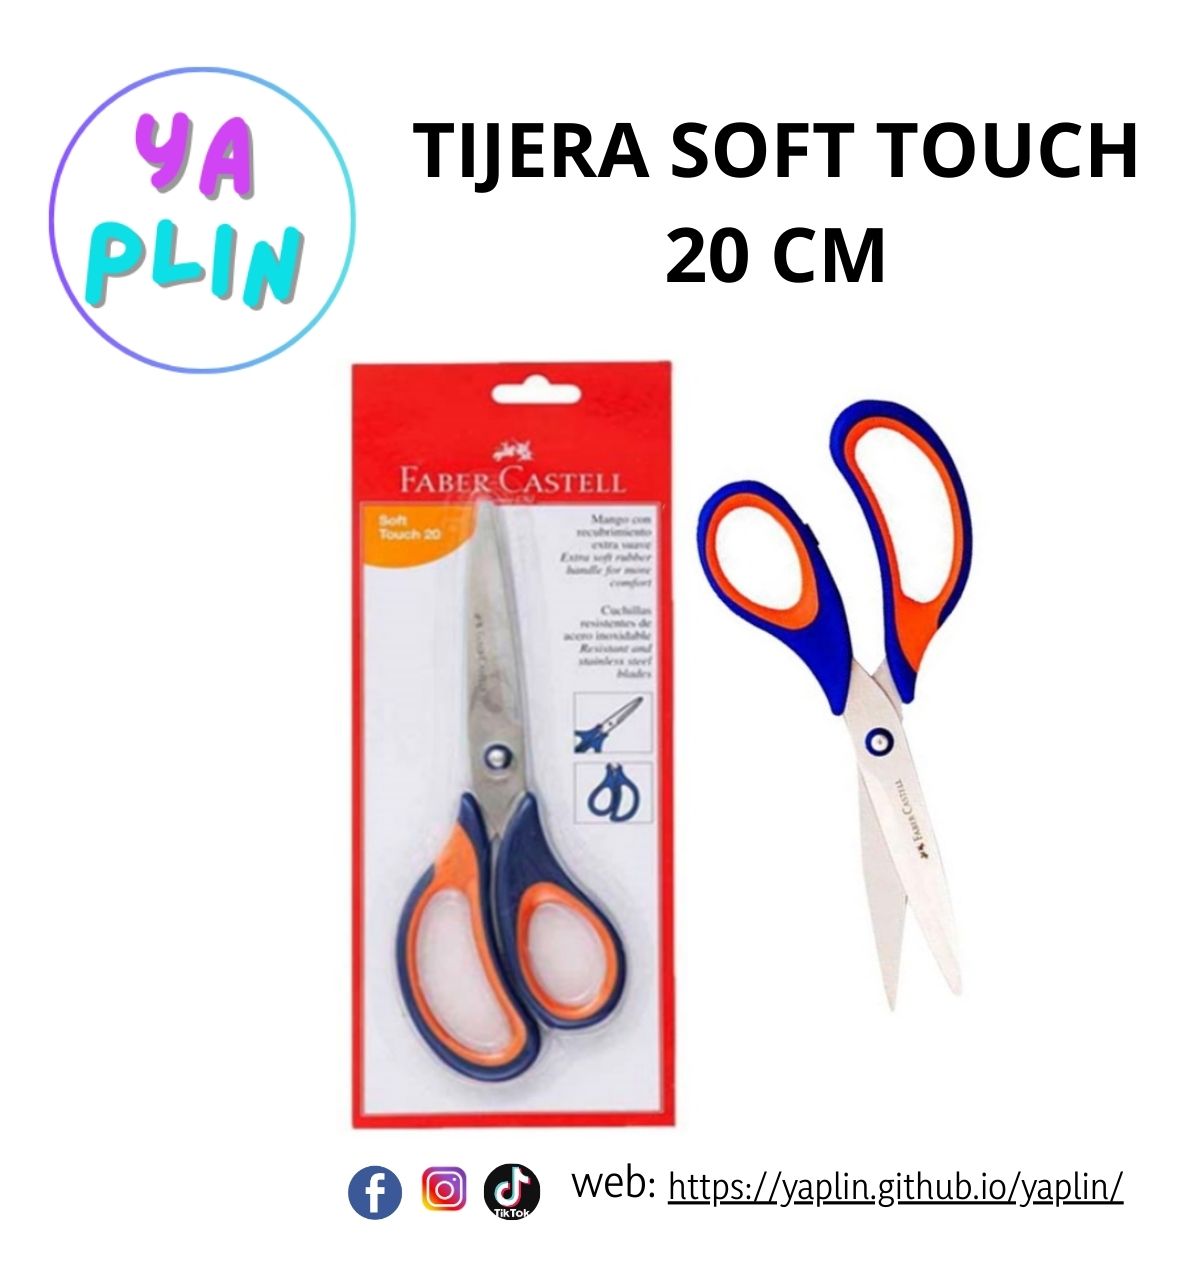 YA
PLIN
TIJERA SOFT TOUCH
20 CM
FABER-CASTELL
Soft
Touch 20
Mango con
recubrimiento
extra suave
Extra soft rubber
handle for more
comfort
Cuchillas
resistentes de
acero inoxidable
Resistant and
stainless steel
blades
FABER CASTELL
TikTok
web: https://yaplin.github.io/yaplin/